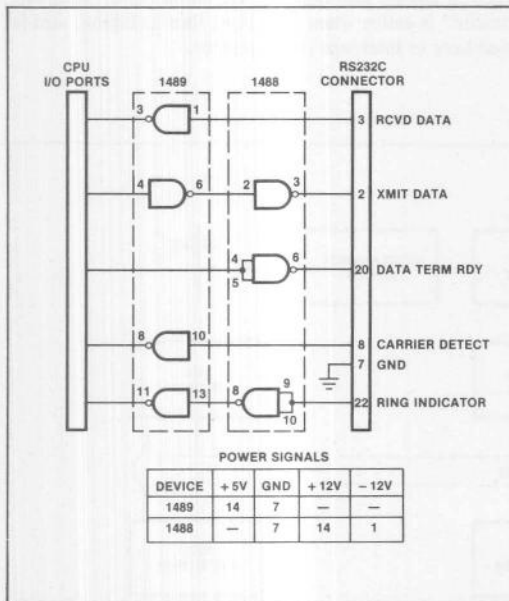 CPU
I/O PORTS
1489
1488
RS232C
CONNECTOR
3 1
3 RCVD DATA
4 6 2 3
2 XMIT DATA
4 6
5
20 DATA TERM RDY
8 10
8 CARRIER DETECT
7 GND
11 13 8 9
10
22 RING INDICATOR
POWER SIGNALS
DEVICE +5V GND +12V −12V
1489 14 7 — —
1488 — 7 14 1